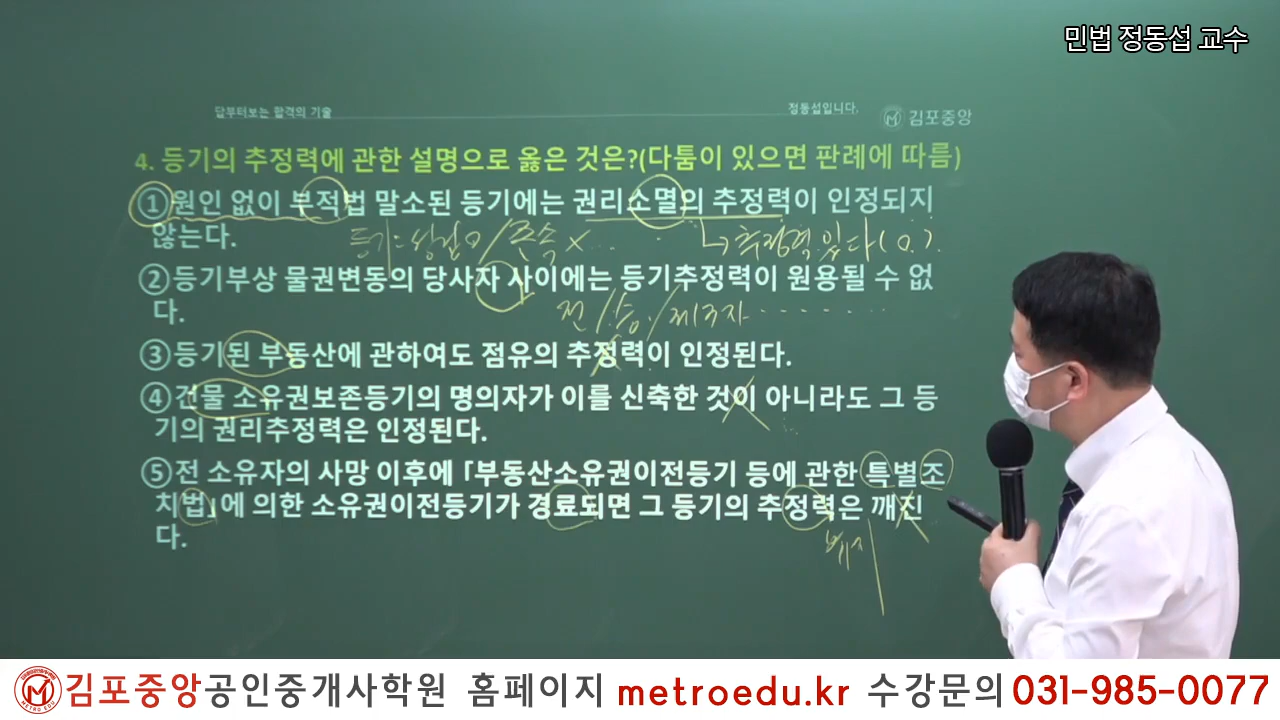 민법 정동섭 교수
답부터보는 합격의 기술
정동섭입니다.
김포중앙
4. 등기의 추정력에 관한 설명으로 옳은 것은?(다툼이 있으면 판례에 따름)
①원인 없이 부적법 말소된 등기에는 권리소멸의 추정력이 인정되지
않는다.
추정력 있다(O).
②등기부상 물권변동의 당사자 사이에는 등기추정력이 원용될 수 없
다.
전/등/제3자
③등기된 부동산에 관하여도 점유의 추정력이 인정된다.
④건물 소유권보존등기의 명의자가 이를 신축한 것이 아니라도 그 등
기의 권리추정력은 인정된다.
⑤전 소유자의 사망 이후에 「부동산소유권이전등기 등에 관한 특별조
치법」에 의한 소유권이전등기가 경료되면 그 등기의 추정력은 깨진
다.
METRO EDU
김포중앙공인중개사학원 홈페이지 metroedu.kr 수강문의 031-985-0077